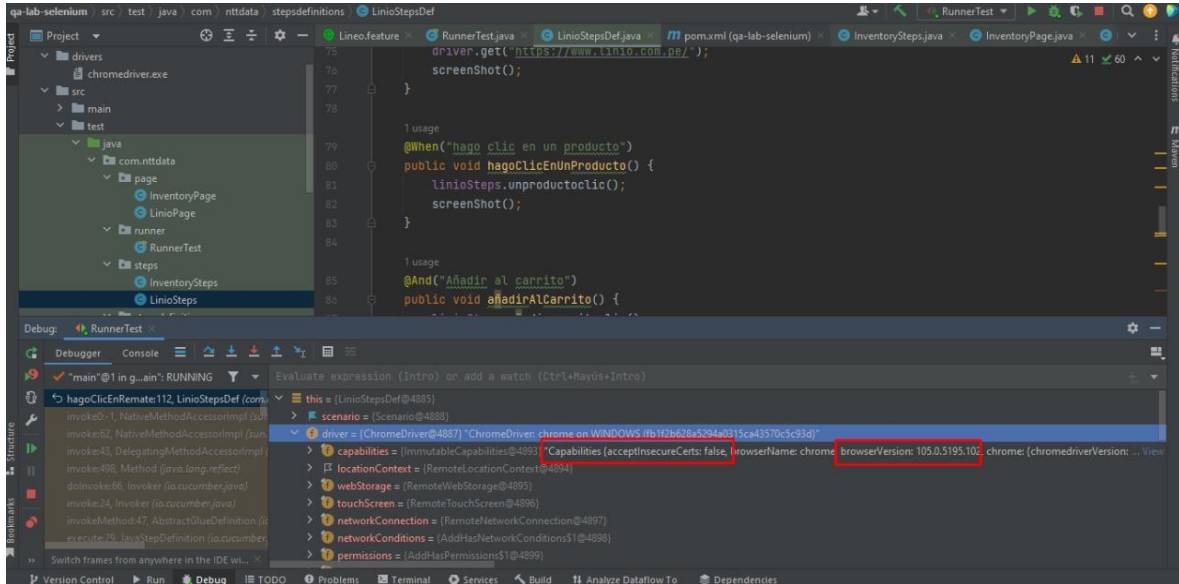 qa-lab-selenium src test java com nttdata stepsdefinitions LinioStepsDef RunnerTest
Project
Lineo.feature RunnerTest.java LinioStepsDef.java pom.xml (qa-lab-selenium) InventorySteps.java InventoryPage.java
Project
drivers
chromedriver.exe
src
main
test
java
com.nttdata
page
InventoryPage
LinioPage
runner
RunnerTest
steps
InventorySteps
LinioSteps
75 driver.get("https://www.linio.com.pe/");
11 60
76 screenShot();
77 }
78
1 usage
79 @When("hago clic en un producto")
80 public void hagoClicEnUnProducto() {
81 linioSteps.unproductoclic();
82 screenShot();
83 }
84
1 usage
85 @And("Añadir al carrito")
86 public void añadirAlCarrito() {
Notifications
Maven
Debug: RunnerTest
Debugger Console
"main"@1 in g...ain": RUNNING
Evaluate expression (Intro) or add a watch (Ctrl+Mayús+Intro)
hagoClicEnRemate:112, LinioStepsDef (com.
invoke0:-1, NativeMethodAccessorImpl (sun.
invoke:62, NativeMethodAccessorImpl (sun.
invoke:43, DelegatingMethodAccessorImpl
invoke:498, Method (java.lang.reflect)
doInvoke:66, Invoker (io.cucumber.java)
invoke:24, Invoker (io.cucumber.java)
invokeMethod:47, AbstractGlueDefinition (io
execute:29, JavaStepDefinition (io.cucumber.
Switch frames from anywhere in the IDE wi...
this = {LinioStepsDef@4885}
scenario = {Scenario@4888}
driver = {ChromeDriver@4887} "ChromeDriver: chrome on WINDOWS (fb1f2b628a5294a0315ca43570c5c93d)"
capabilities = {ImmutableCapabilities@4893} "Capabilities {acceptInsecureCerts: false, browserName: chrome, browserVersion: 105.0.5195.102, chrome: {chromedriverVersion: ... View
locationContext = {RemoteLocationContext@4894}
webStorage = {RemoteWebStorage@4895}
touchScreen = {RemoteTouchScreen@4896}
networkConnection = {RemoteNetworkConnection@4897}
networkConditions = {AddHasNetworkConditions$1@4898}
permissions = {AddHasPermissions$1@4899}
Structure
Bookmarks
Version Control Run Debug TODO Problems Terminal Services Build Analyze Dataflow To Dependencies